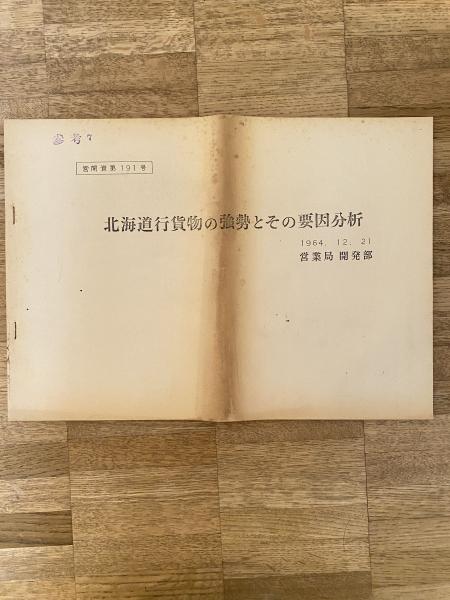 参考7
営開資第191号
北海道行貨物の強勢とその要因分析
1964. 12. 21
営業局 開発部